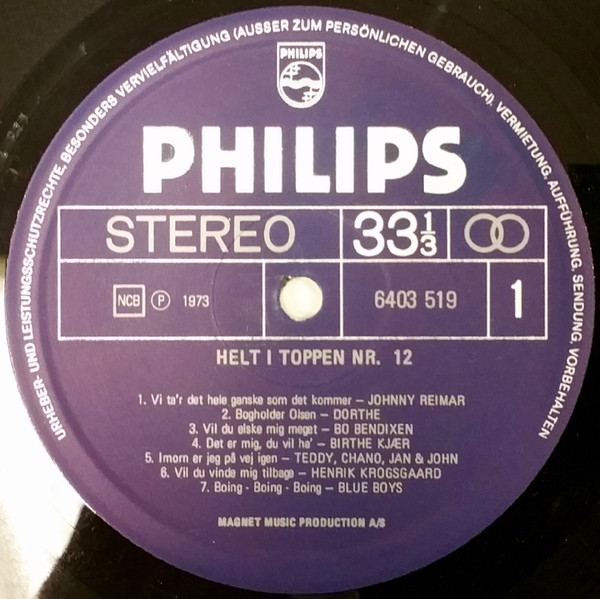 URHEBER- UND LEISTUNGSSCHUTZRECHTE, BESONDERS VERVIELFÄLTIGUNG (AUSSER ZUM PERSÖNLICHEN GEBRAUCH), VERMIETUNG, AUFFÜHRUNG, SENDUNG, VORBEHALTEN
PHILIPS
PHILIPS
STEREO 33 1/3
NCB Ⓟ 1973 6403 519 1
HELT I TOPPEN NR. 12
1. Vi ta'r det hele ganske som det kommer – JOHNNY REIMAR
2. Bogholder Olsen – DORTHE
3. Vil du elske mig meget – BO BENDIXEN
4. Det er mig, du vil ha' – BIRTHE KJÆR
5. Imorn er jeg på vej igen – TEDDY, CHANO, JAN & JOHN
6. Vil du vinde mig tilbage – HENRIK KROGSGAARD
7. Boing - Boing - Boing – BLUE BOYS
MAGNET MUSIC PRODUCTION A/S